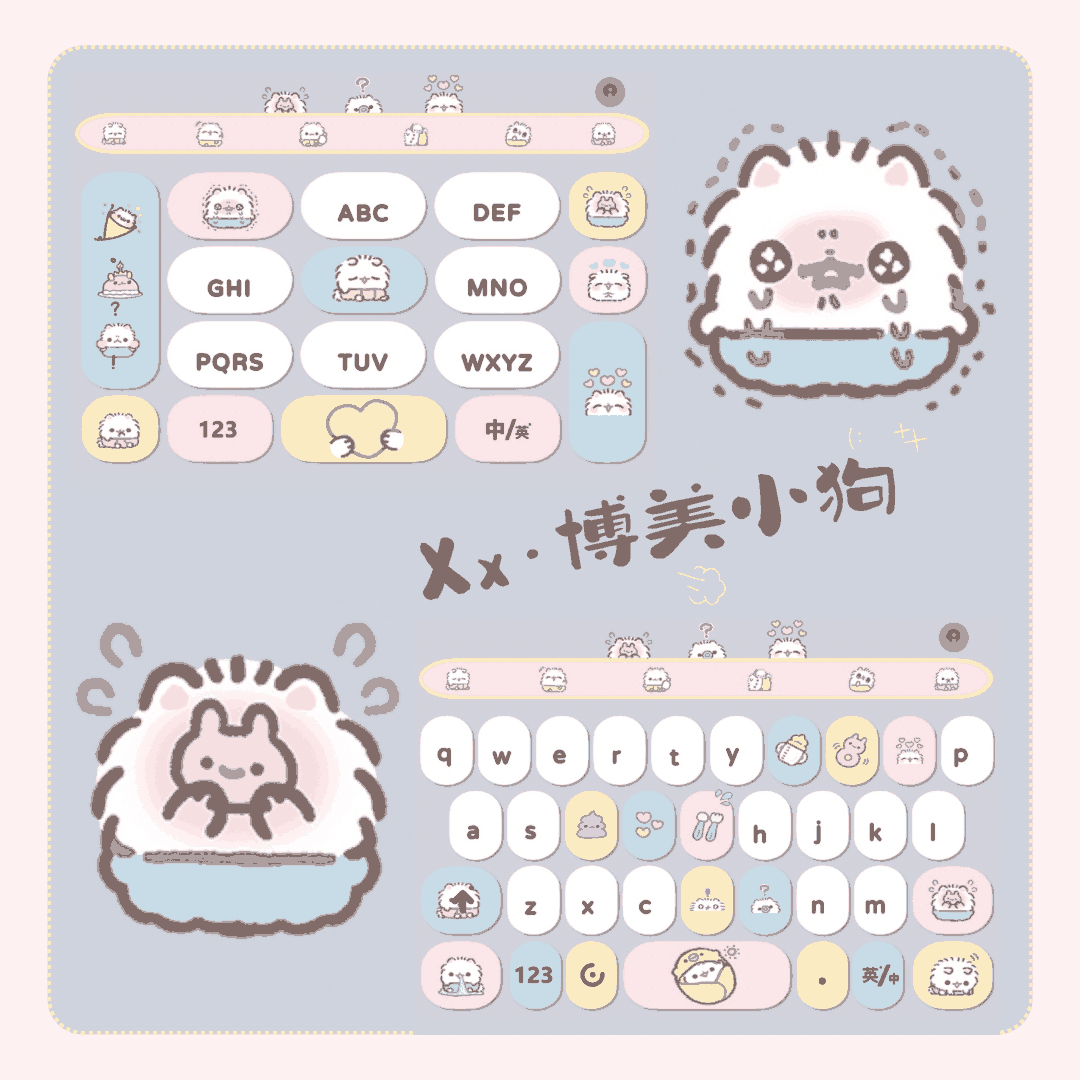 ?
ABC
DEF
GHI
MNO
?
PQRS
TUV
WXYZ
!
123
中/英
Xx·博美小狗
?
q w e r t y p
a s h j k l
z x c n m
?
123
.
英/中